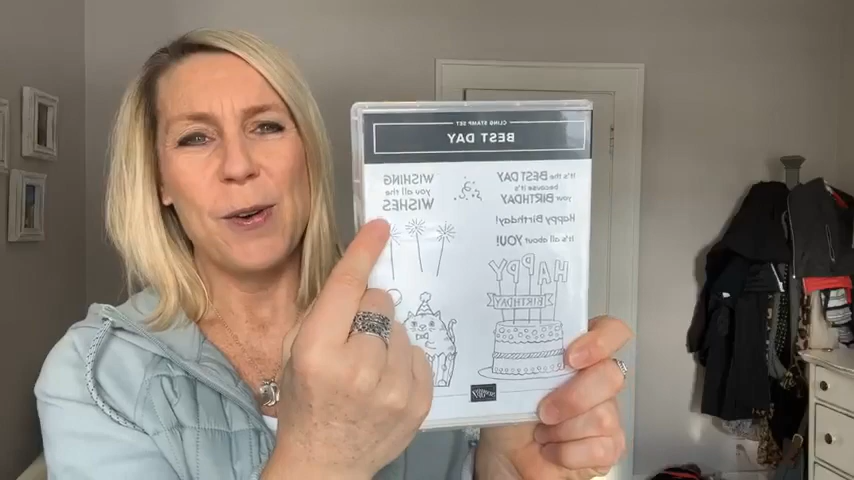 CLING STAMP SET
BEST DAY
It's the BEST DAY
because it's
your BIRTHDAY
Happy Birthday!
It's all about YOU!
WISHING
you all the
WISHES
HAPPY
BIRTHDAY